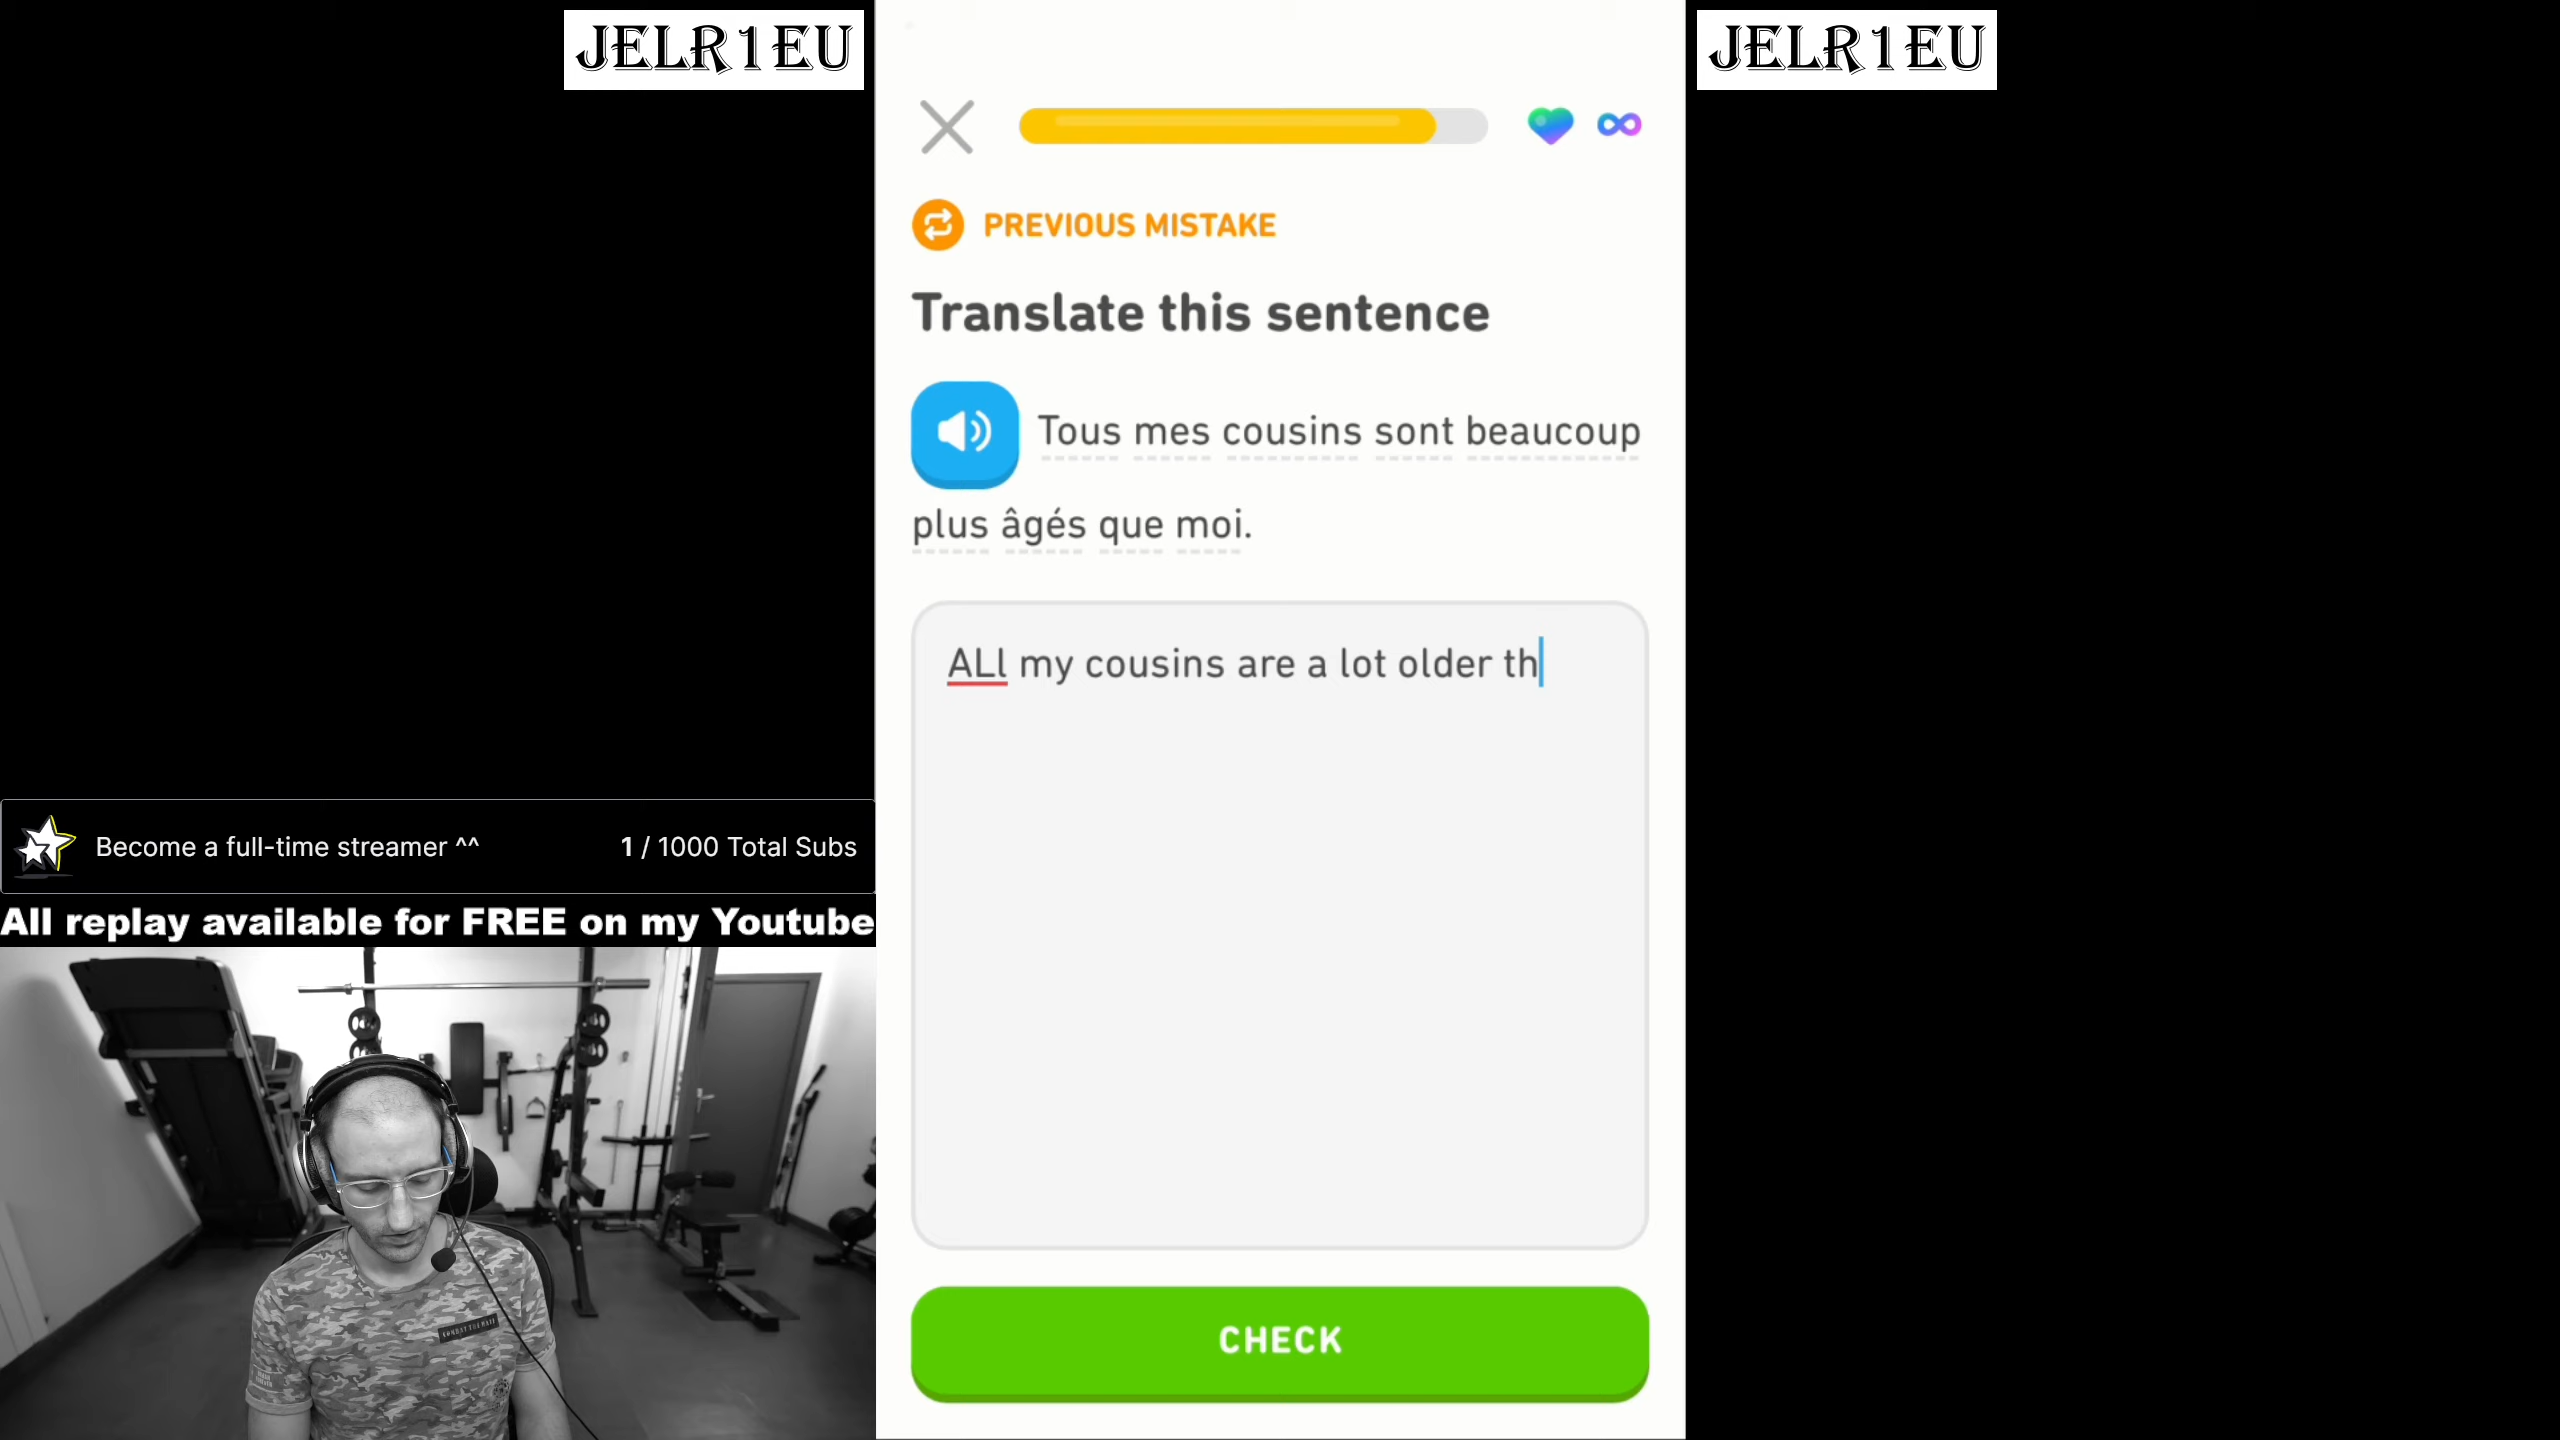 JELR1EU
JELR1EU
PREVIOUS MISTAKE
Translate this sentence
Tous mes cousins sont beaucoup
plus âgés que moi.
ALl my cousins are a lot older th
CHECK
Become a full-time streamer ^^ 1 / 1000 Total Subs
All replay available for FREE on my Youtube